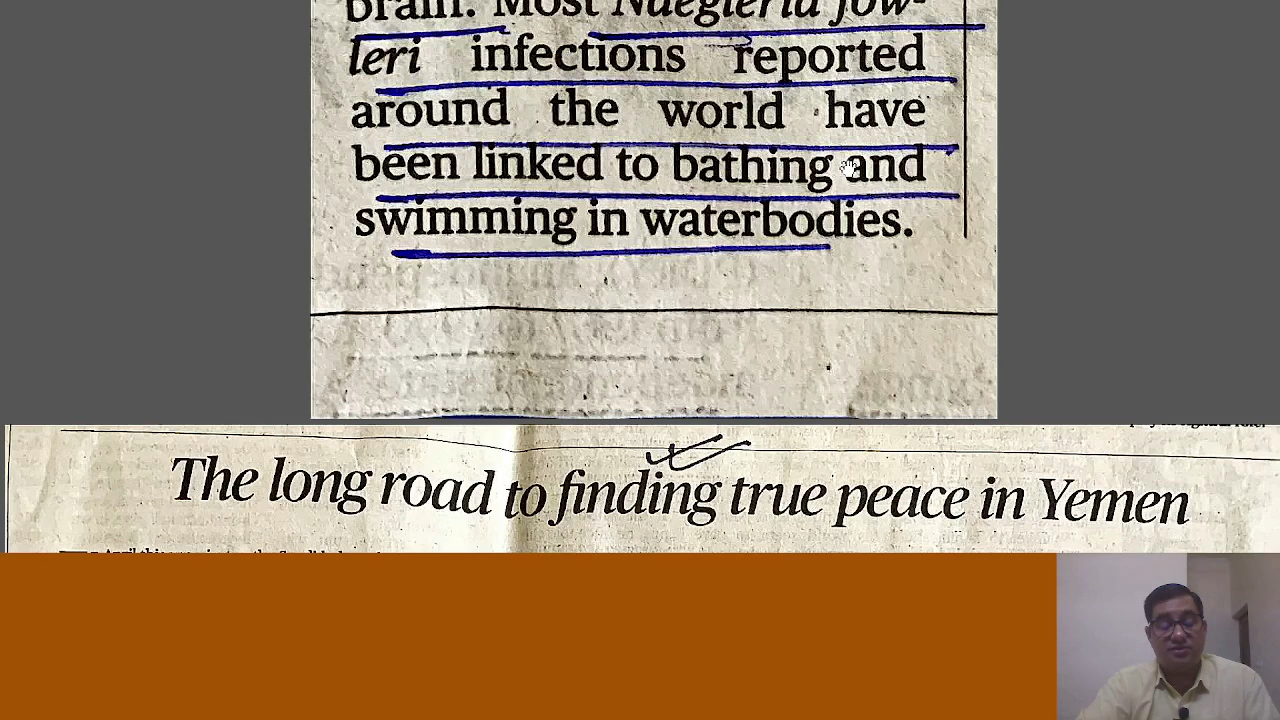 brain. Most Naegleria fow-
leri infections reported
around the world have
been linked to bathing and
swimming in waterbodies.
The long road to finding true peace in Yemen